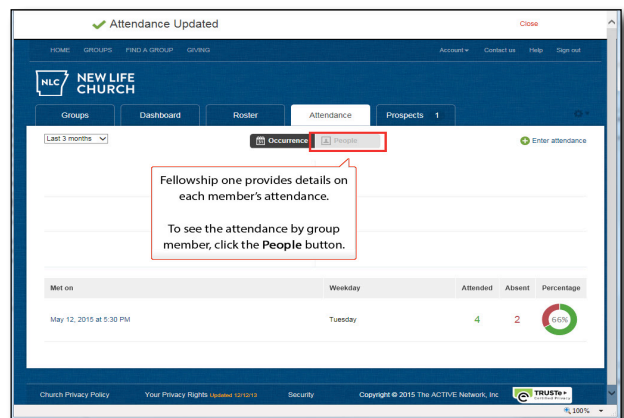 Attendance Updated
Close
HOME GROUPS FIND A GROUP GIVING
Account Contact us Help Sign out
NLC NEW LIFE
CHURCH
Groups Dashboard Roster Attendance Prospects 1
Last 3 months Occurrence People Enter attendance
Fellowship one provides details on
each member's attendance.
To see the attendance by group
member, click the People button.
Met on Weekday Attended Absent Percentage
May 12, 2015 at 5:30 PM Tuesday 4 2 66%
Church Privacy Policy Your Privacy Rights Updated 12/12/13 Security Copyright © 2015 The ACTIVE Network, Inc TRUSTe
Certified Privacy
100%